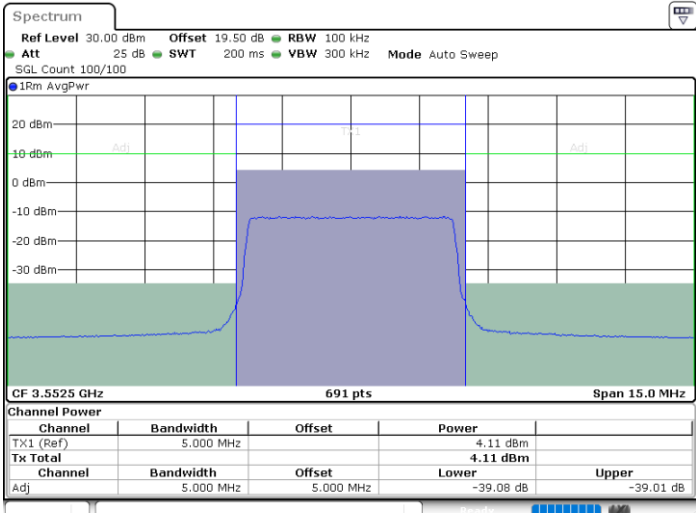 Spectrum
Ref Level 30.00 dBm Offset 19.50 dB RBW 100 kHz
Att 25 dB SWT 200 ms VBW 300 kHz Mode Auto Sweep
SGL Count 100/100
1Rm AvgPwr
20 dBm
TX1
Adj Adj
10 dBm
0 dBm
-10 dBm
-20 dBm
-30 dBm
CF 3.5525 GHz 691 pts Span 15.0 MHz
Channel Power
Channel Bandwidth Offset Power
TX1 (Ref) 5.000 MHz 4.11 dBm
Tx Total 4.11 dBm
Channel Bandwidth Offset Lower Upper
Adj 5.000 MHz 5.000 MHz -39.08 dB -39.01 dB
Ready